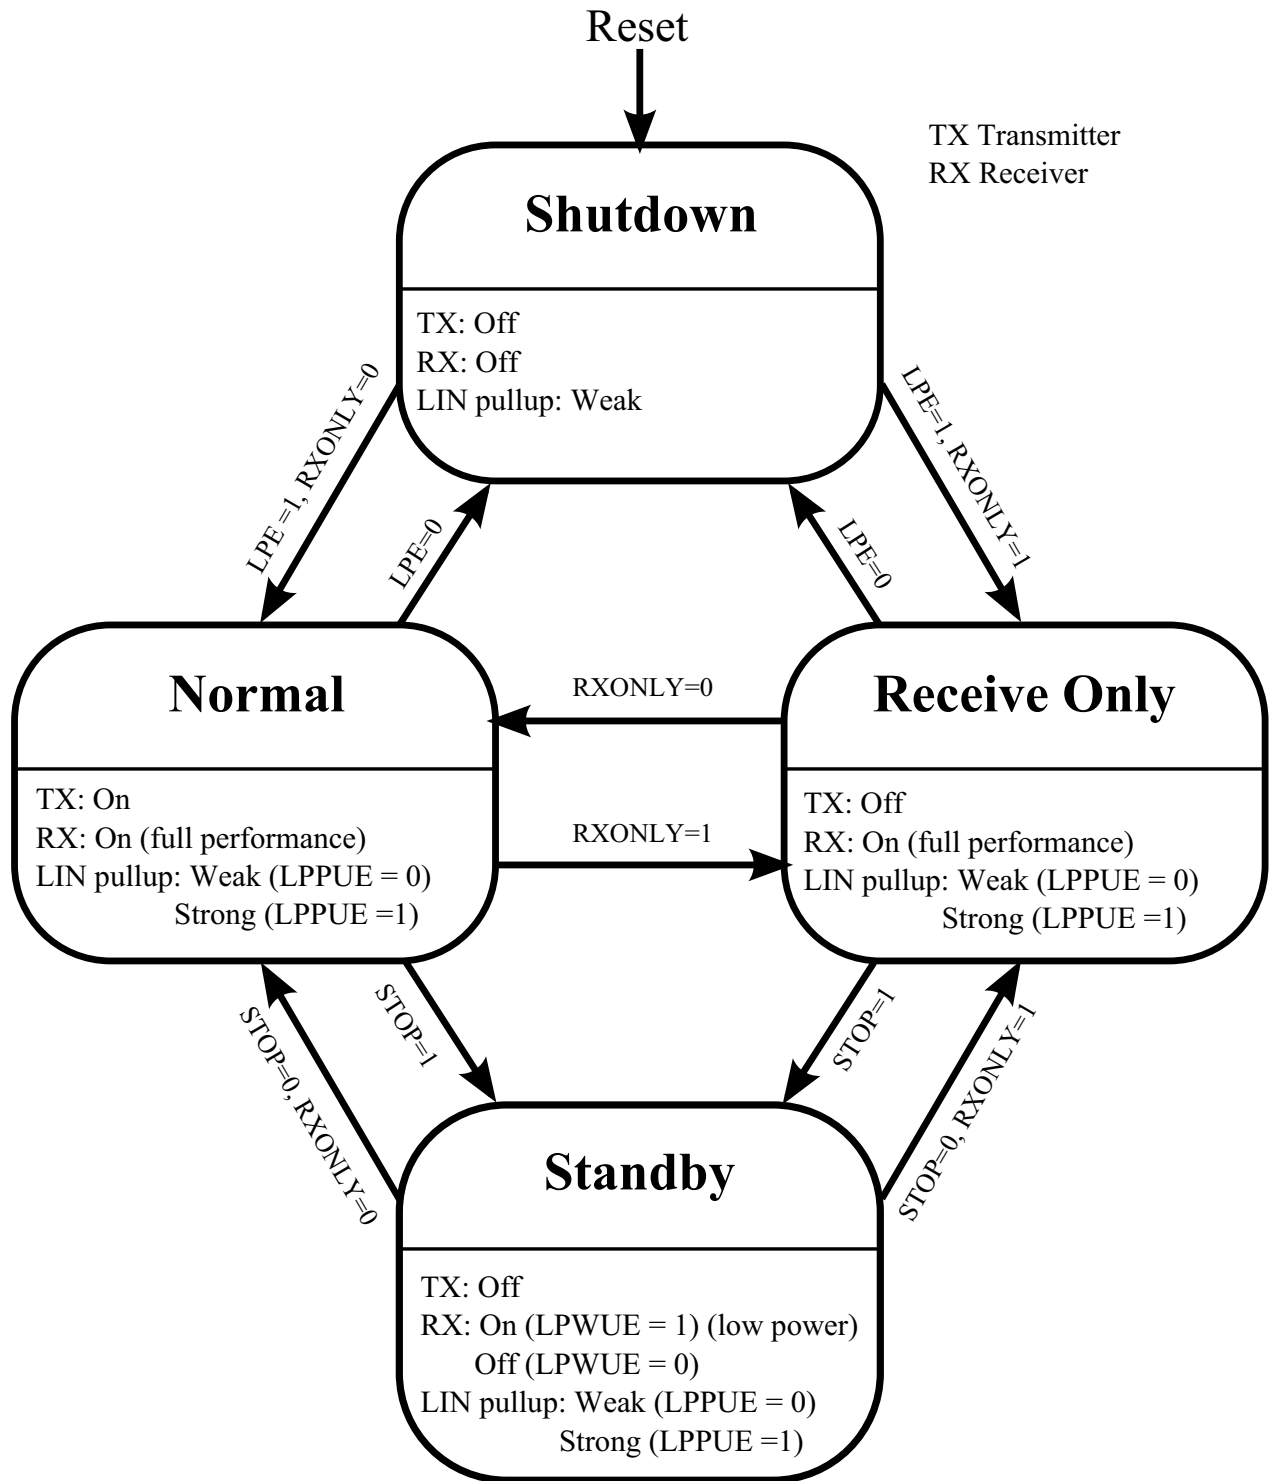 Reset
TX Transmitter
RX Receiver
Shutdown
TX: Off
RX: Off
LIN pullup: Weak
LPE =1, RXONLY=0
LPE=0
LPE=0
LPE=1, RXONLY=1
Normal
TX: On
RX: On (full performance)
LIN pullup: Weak (LPPUE = 0)
Strong (LPPUE =1)
RXONLY=0
RXONLY=1
Receive Only
TX: Off
RX: On (full performance)
LIN pullup: Weak (LPPUE = 0)
Strong (LPPUE =1)
STOP=0, RXONLY=0
STOP=1
STOP=1
STOP=0, RXONLY=1
Standby
TX: Off
RX: On (LPWUE = 1) (low power)
Off (LPWUE = 0)
LIN pullup: Weak (LPPUE = 0)
Strong (LPPUE =1)